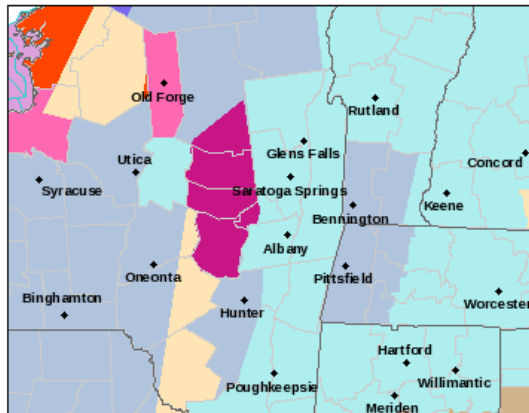 Old Forge
Rutland
Glens Falls
Utica
Concord
Syracuse
Saratoga Springs
Keene
Bennington
Albany
Oneonta
Pittsfield
Binghamton
Hunter
Worcester
Hartford
Poughkeepsie
Willimantic
Meriden